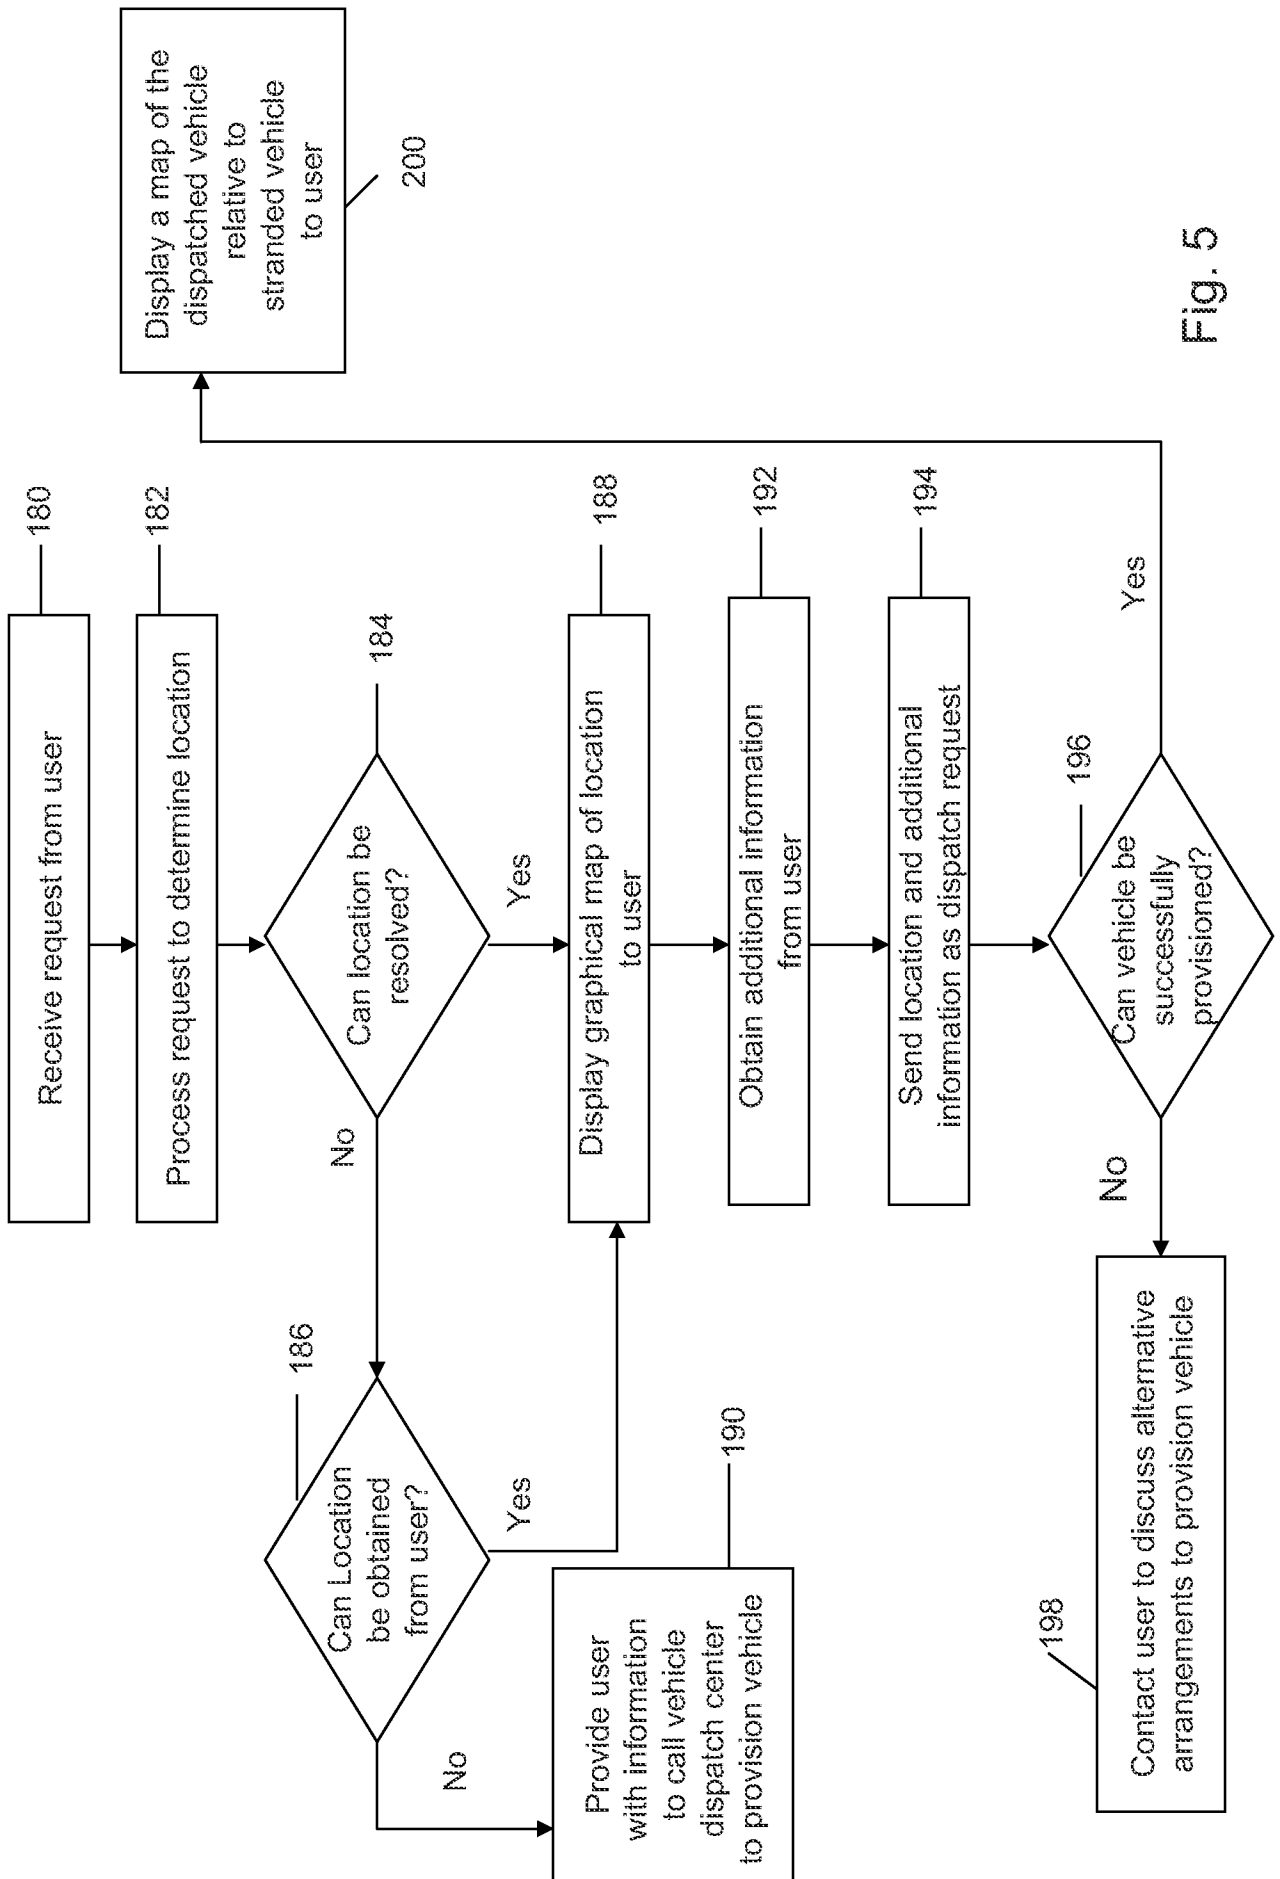 Receive request from user
180
Process request to determine location
182
Can location be
resolved?
184
No
Yes
Can Location
be obtained
from user?
186
Yes
No
Display graphical map of location
to user
188
Provide user
with information
to call vehicle
dispatch center
to provision vehicle
190
Obtain additional information
from user
192
Send location and additional
information as dispatch request
194
Can vehicle be
successfully
provisioned?
196
No
Yes
Contact user to discuss alternative
arrangements to provision vehicle
198
Display a map of the
dispatched vehicle
relative to
stranded vehicle
to user
200
Fig. 5